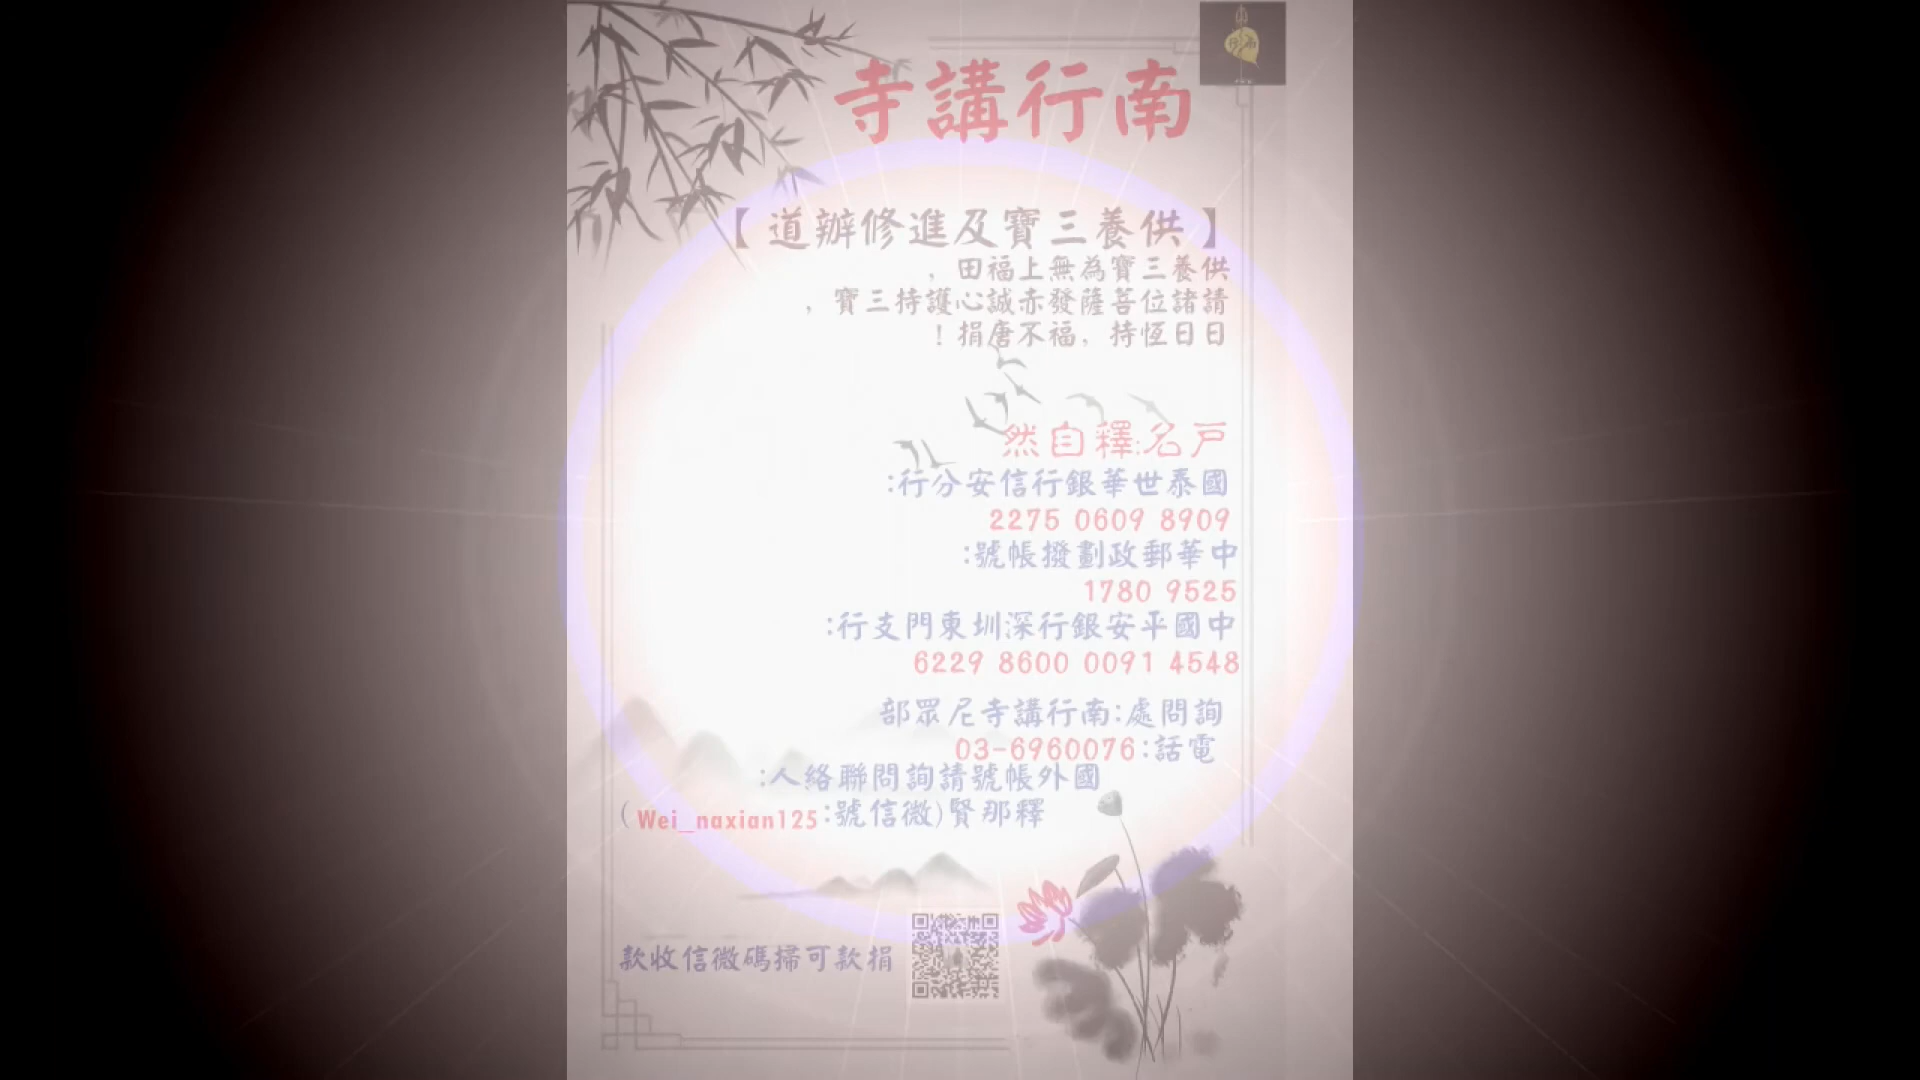 南行講寺
【供養三寶及進修辦道】
供養三寶為無上福田，
請諸位菩薩發赤誠心護持三寶，
日日恆持，福不唐捐！
戶名:釋自然
國泰世華銀行信安分行:
2275 0609 8909
中華郵政劃撥帳號:
1780 9525
中國平安銀行深圳東門支行:
6229 8600 0091 4548
詢問處:南行講寺尼眾部
電話:03-6960076
國外帳號請詢問聯絡人:
釋那賢(微信號:Wei_naxian125)
捐款可掃碼微信收款